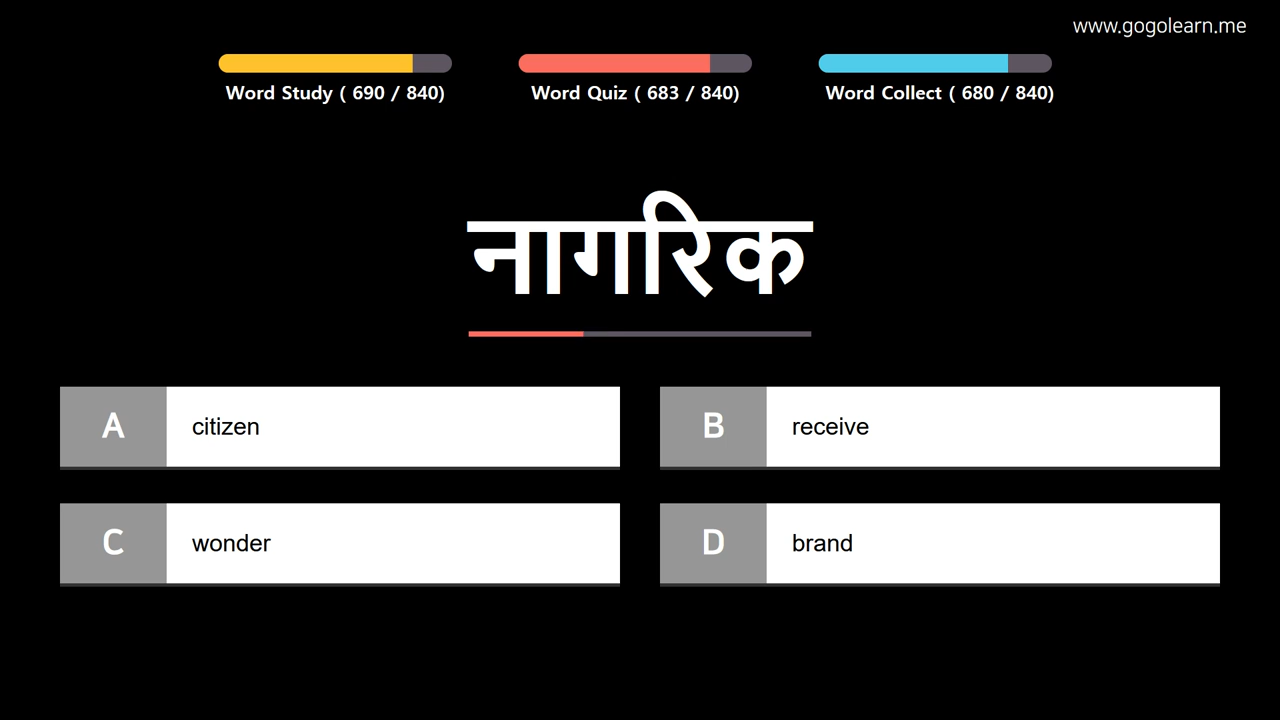 www.gogolearn.me
Word Study ( 690 / 840)
Word Quiz ( 683 / 840)
Word Collect ( 680 / 840)
नागरिक
A citizen
B receive
C wonder
D brand